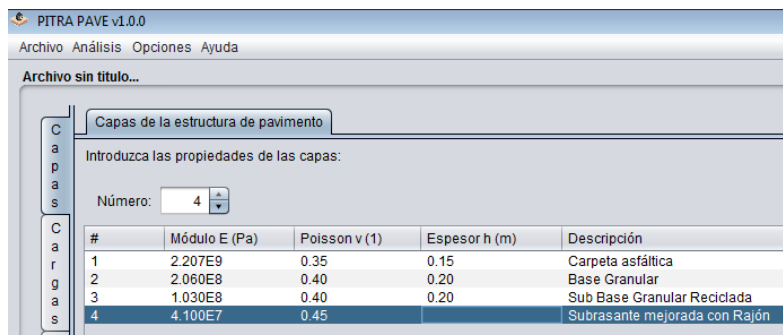 PITRA PAVE v1.0.0
Archivo Análisis Opciones Ayuda
Archivo sin titulo...
Capas
Cargas
Capas de la estructura de pavimento
Introduzca las propiedades de las capas:
Número: 4
# Módulo E (Pa) Poisson v (1) Espesor h (m) Descripción
1 2.207E9 0.35 0.15 Carpeta asfáltica
2 2.060E8 0.40 0.20 Base Granular
3 1.030E8 0.40 0.20 Sub Base Granular Reciclada
4 4.100E7 0.45 Subrasante mejorada con Rajón